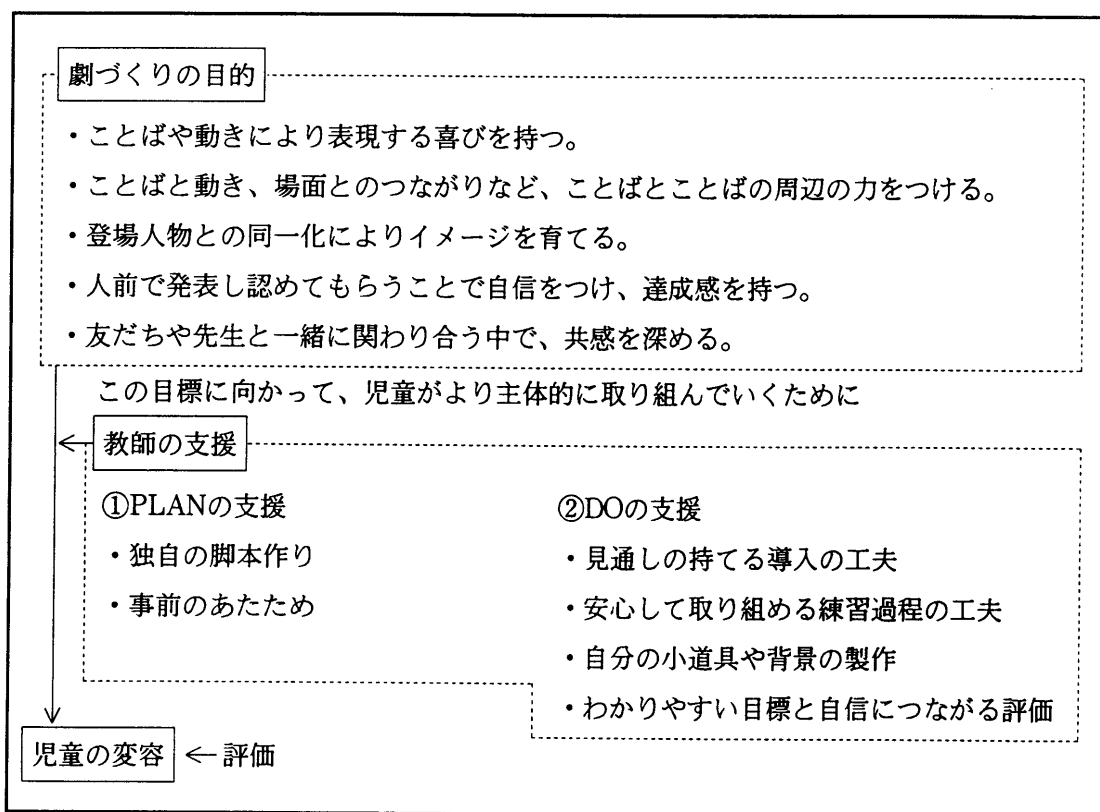 劇づくりの目的
・ことばや動きにより表現する喜びを持つ。
・ことばと動き、場面とのつながりなど、ことばとことばの周辺の力をつける。
・登場人物との同一化によりイメージを育てる。
・人前で発表し認めてもらうことで自信をつけ、達成感を持つ。
・友だちや先生と一緒に関わり合う中で、共感を深める。
この目標に向かって、児童がより主体的に取り組んでいくために
教師の支援
①PLANの支援
・独自の脚本作り
・事前のあたため
②DOの支援
・見通しの持てる導入の工夫
・安心して取り組める練習過程の工夫
・自分の小道具や背景の製作
・わかりやすい目標と自信につながる評価
児童の変容 ← 評価